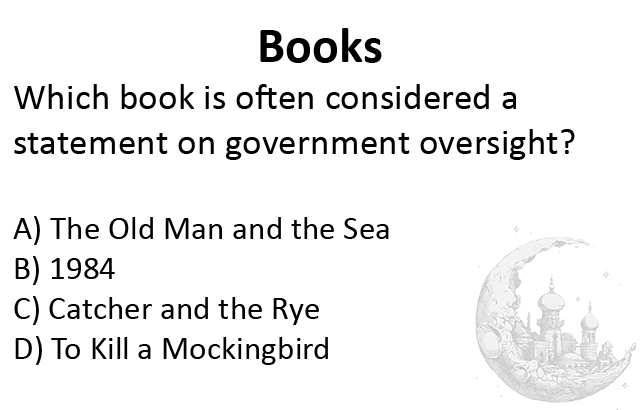 Books
Which book is often considered a
statement on government oversight?
A) The Old Man and the Sea
B) 1984
C) Catcher and the Rye
D) To Kill a Mockingbird